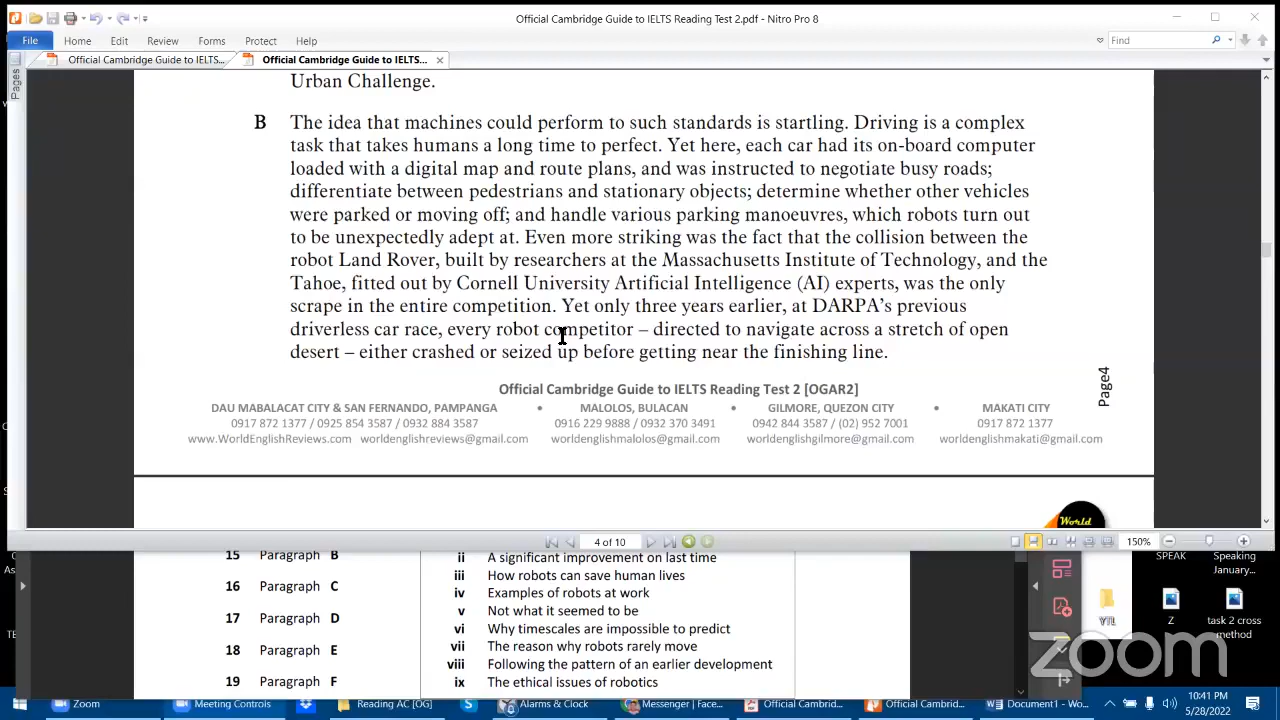 Official Cambridge Guide to IELTS Reading Test 2.pdf - Nitro Pro 8
File Home Edit Review Forms Protect Help Find
Official Cambridge Guide to IELTS... Official Cambridge Guide to IELTS...
Pages
Urban Challenge.
B The idea that machines could perform to such standards is startling. Driving is a complex
task that takes humans a long time to perfect. Yet here, each car had its on-board computer
loaded with a digital map and route plans, and was instructed to negotiate busy roads;
differentiate between pedestrians and stationary objects; determine whether other vehicles
were parked or moving off; and handle various parking manoeuvres, which robots turn out
to be unexpectedly adept at. Even more striking was the fact that the collision between the
robot Land Rover, built by researchers at the Massachusetts Institute of Technology, and the
Tahoe, fitted out by Cornell University Artificial Intelligence (AI) experts, was the only
scrape in the entire competition. Yet only three years earlier, at DARPA's previous
driverless car race, every robot competitor – directed to navigate across a stretch of open
desert – either crashed or seized up before getting near the finishing line.
Page4
Official Cambridge Guide to IELTS Reading Test 2 [OGAR2]
DAU MABALACAT CITY & SAN FERNANDO, PAMPANGA • MALOLOS, BULACAN • GILMORE, QUEZON CITY • MAKATI CITY
0917 872 1377 / 0925 854 3587 / 0932 884 3587 0916 229 9888 / 0932 370 3491 0942 844 3587 / (02) 952 7001 0917 872 1377
www.WorldEnglishReviews.com worldenglishreviews@gmail.com worldenglishmalolos@gmail.com worldenglishgilmore@gmail.com worldenglishmakati@gmail.com
World
4 of 10 150%
15 Paragraph B ii A significant improvement on last time
iii How robots can save human lives
16 Paragraph C iv Examples of robots at work
v Not what it seemed to be
17 Paragraph D vi Why timescales are impossible to predict
18 Paragraph E vii The reason why robots rarely move
viii Following the pattern of an earlier development
19 Paragraph F ix The ethical issues of robotics
SPEAK Speaking January...
YTL Z task 2 cross method
zoom
Zoom Meeting Controls Reading AC [OG] Alarms & Clock Messenger | Face... Official Cambrid... Official Cambrid... Document1 - Wo...
10:41 PM
5/28/2022